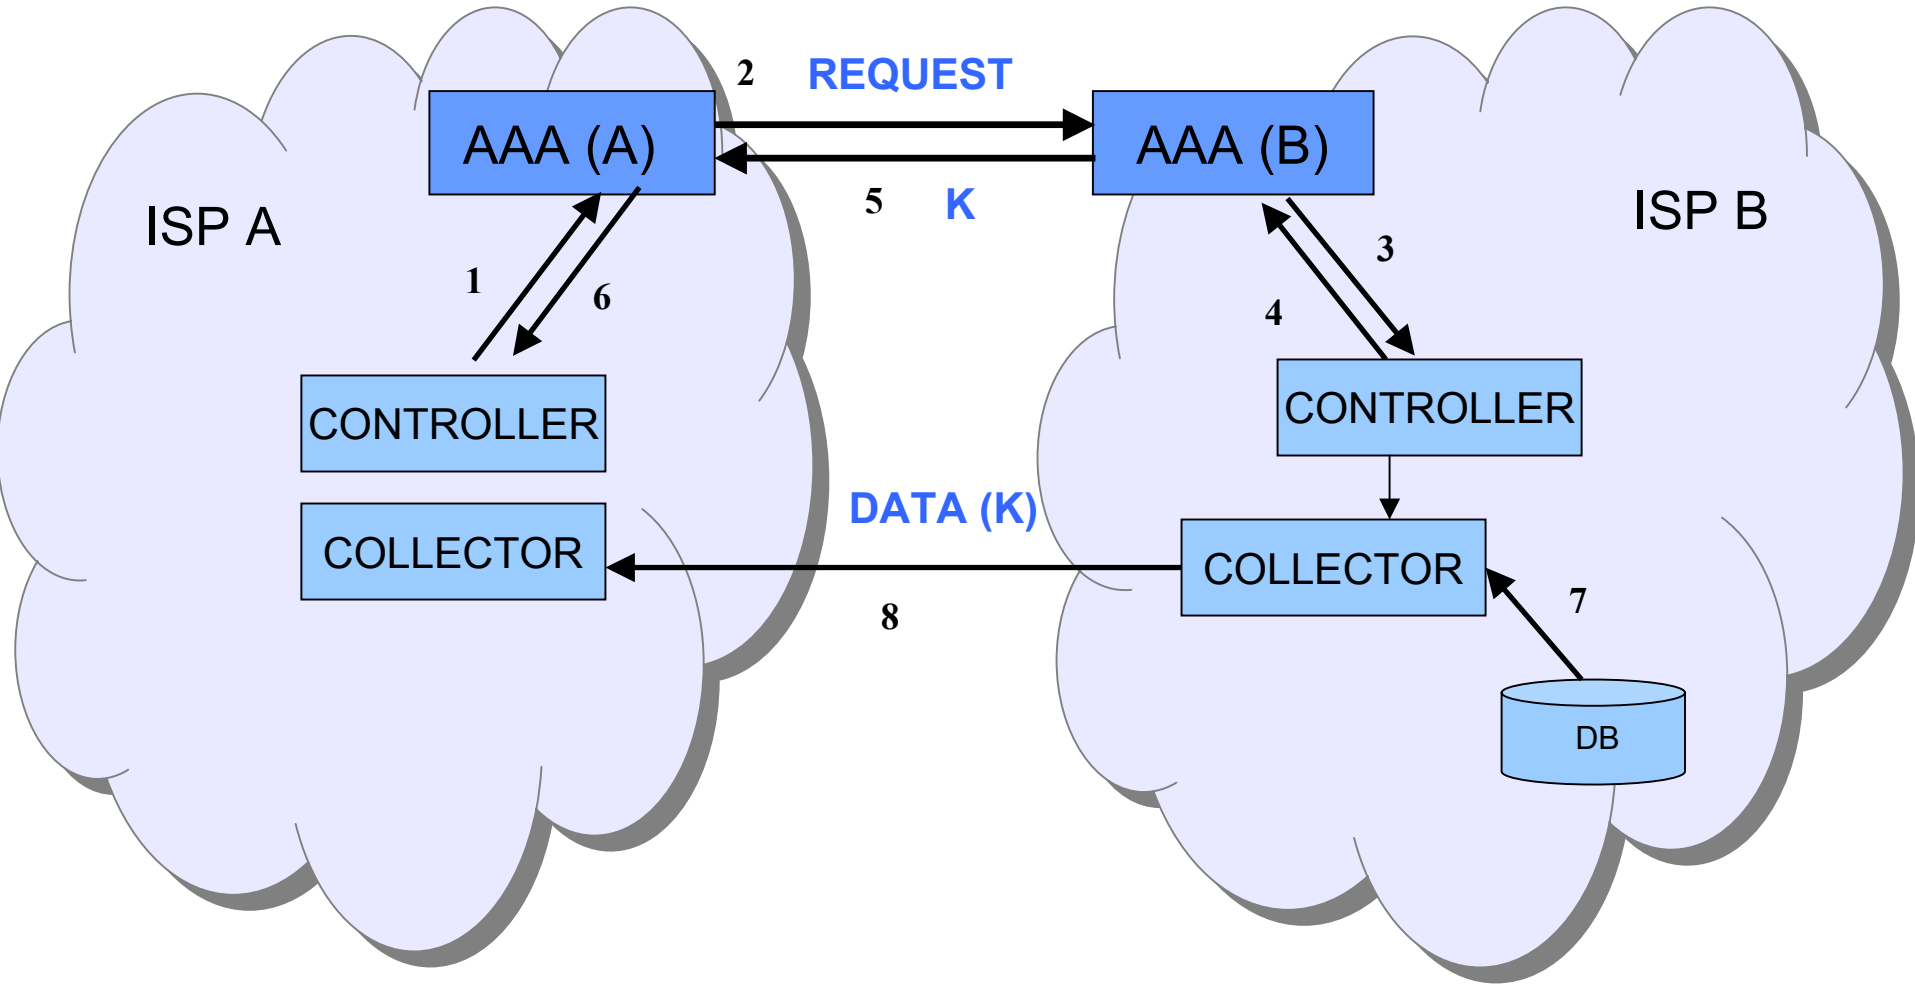 2 REQUEST
AAA (A)
AAA (B)
5 K
ISP A
ISP B
1
6
3
4
CONTROLLER
CONTROLLER
DATA (K)
COLLECTOR
COLLECTOR
8
7
DB